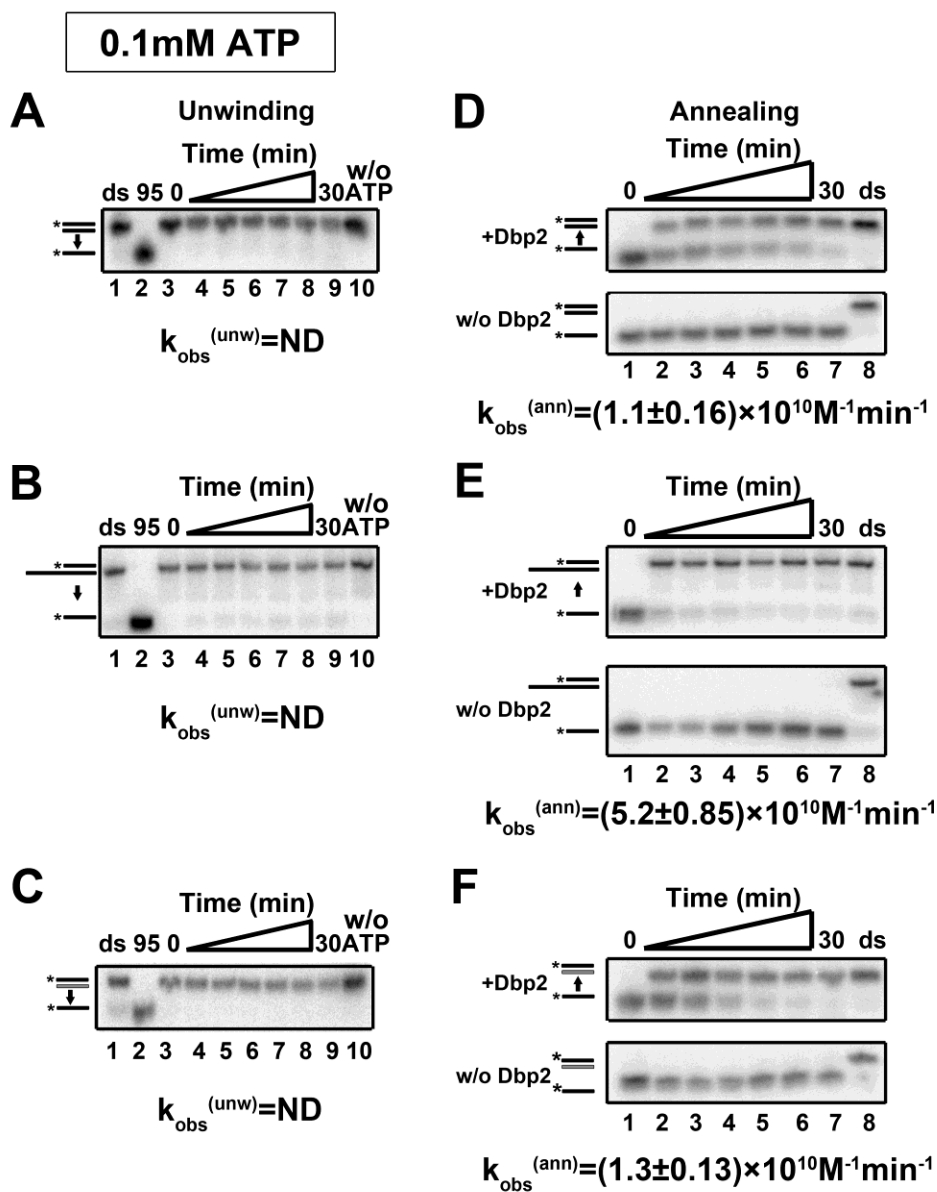 0.1mM ATP
A
Unwinding
Time (min)
ds 95 0 30 w/o ATP
*
*
1 2 3 4 5 6 7 8 9 10
kobs(unw)=ND
B
Time (min)
ds 95 0 30 w/o ATP
*
*
1 2 3 4 5 6 7 8 9 10
kobs(unw)=ND
C
Time (min)
ds 95 0 30 w/o ATP
*
*
1 2 3 4 5 6 7 8 9 10
kobs(unw)=ND
D
Annealing
Time (min)
0 30 ds
*
+Dbp2
*
*
w/o Dbp2
*
1 2 3 4 5 6 7 8
kobs(ann)=(1.1±0.16)×10¹⁰M⁻¹min⁻¹
E
Time (min)
0 30 ds
*
+Dbp2
*
*
w/o Dbp2
*
1 2 3 4 5 6 7 8
kobs(ann)=(5.2±0.85)×10¹⁰M⁻¹min⁻¹
F
Time (min)
0 30 ds
*
+Dbp2
*
*
w/o Dbp2
*
1 2 3 4 5 6 7 8
kobs(ann)=(1.3±0.13)×10¹⁰M⁻¹min⁻¹